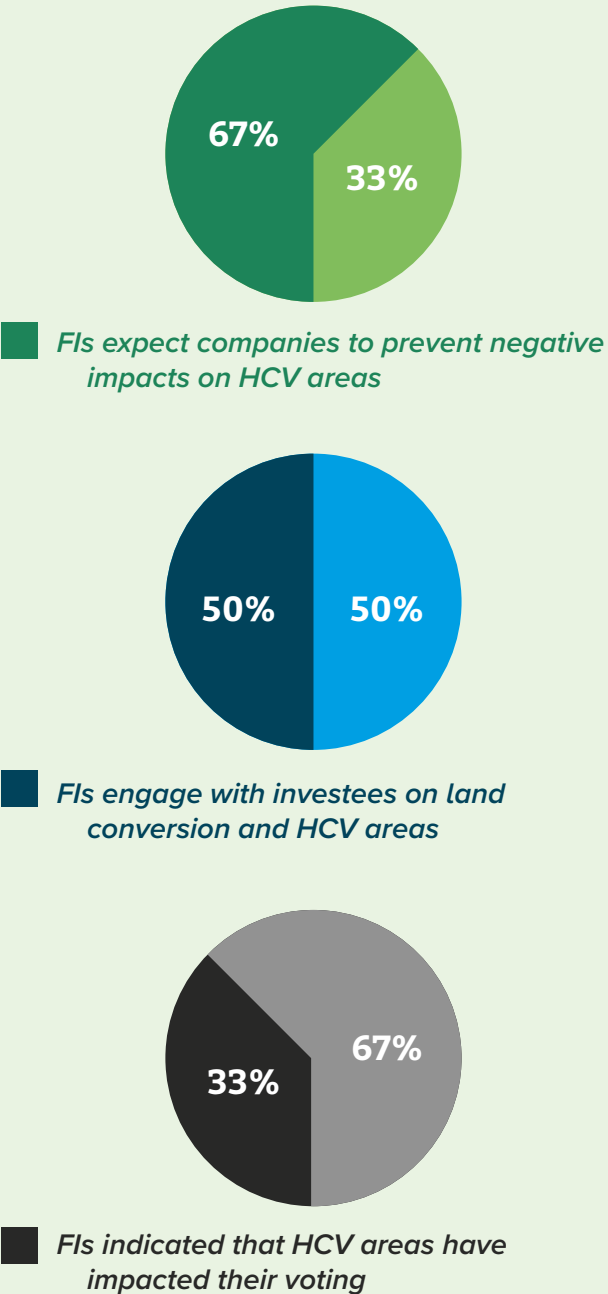 67%
33%
FIs expect companies to prevent negative
impacts on HCV areas
50%
50%
FIs engage with investees on land
conversion and HCV areas
67%
33%
FIs indicated that HCV areas have
impacted their voting